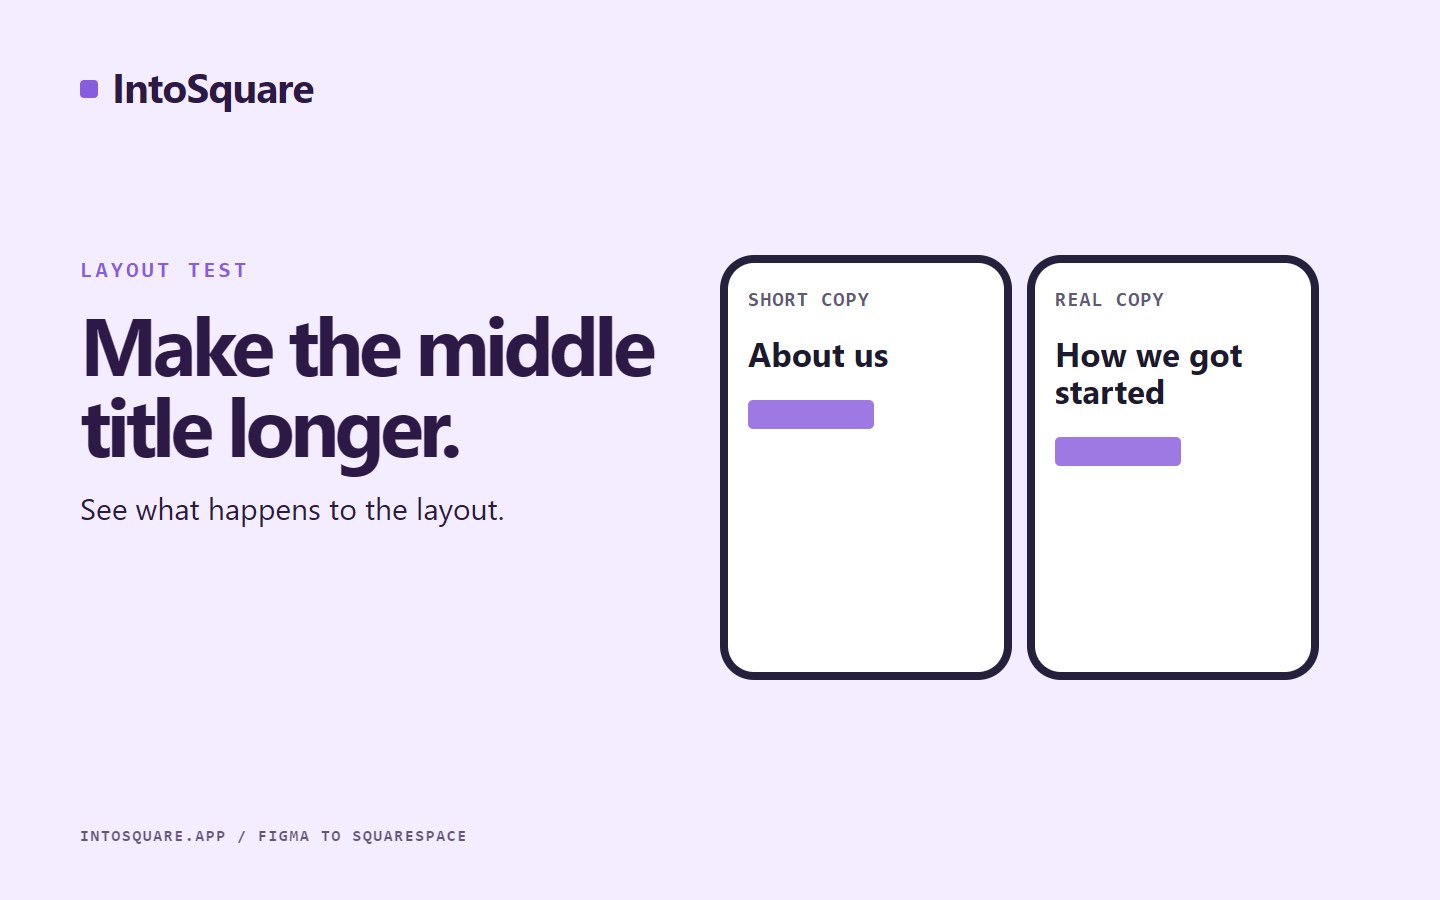 IntoSquare
LAYOUT TEST
Make the middle
title longer.
See what happens to the layout.
SHORT COPY
About us
REAL COPY
How we got
started
INTOSQUARE.APP / FIGMA TO SQUARESPACE